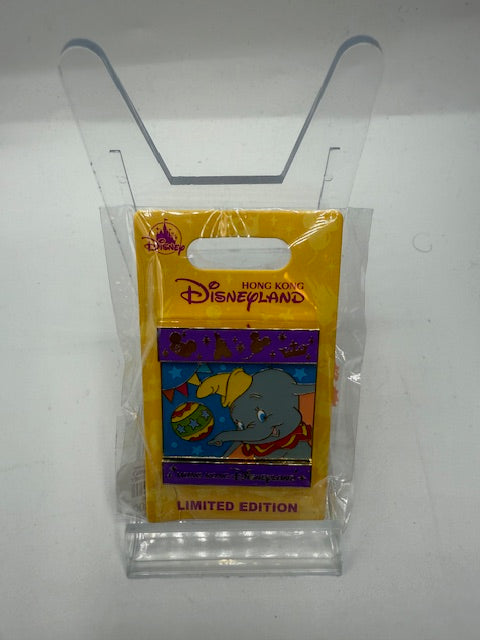 Disney
HONG KONG
DISNEYLAND
LIMITED EDITION